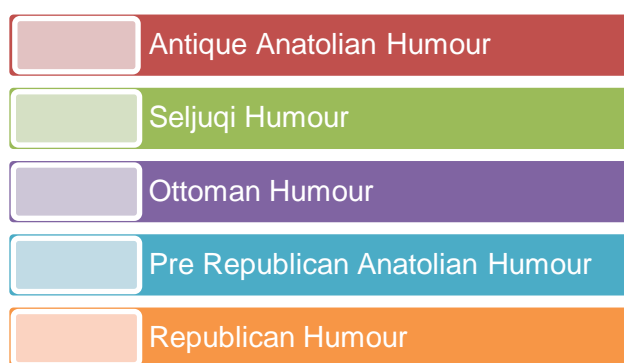 Antique Anatolian Humour
Seljuqi Humour
Ottoman Humour
Pre Republican Anatolian Humour
Republican Humour